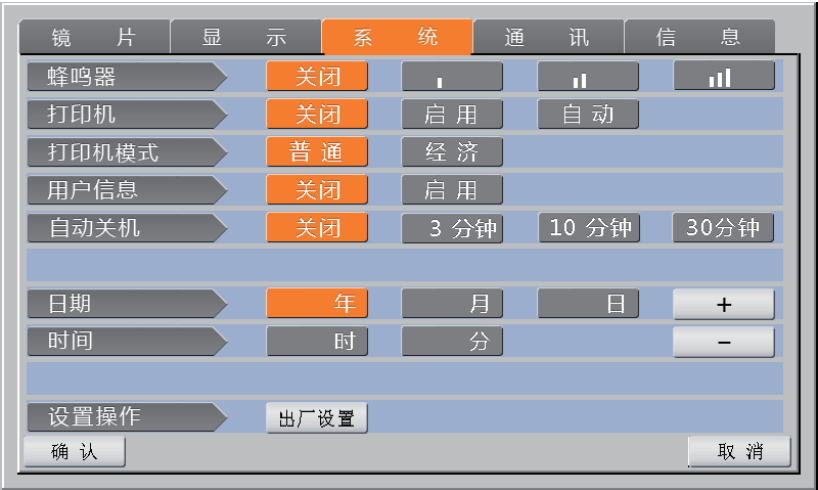 镜 片 显 示 系 统 通 讯 信 息
蜂鸣器 关闭
打印机 关闭 启用 自动
打印机模式 普通 经济
用户信息 关闭 启用
自动关机 关闭 3 分钟 10 分钟 30分钟
日期 年 月 日 +
时间 时 分 −
设置操作 出厂设置
确 认 取 消